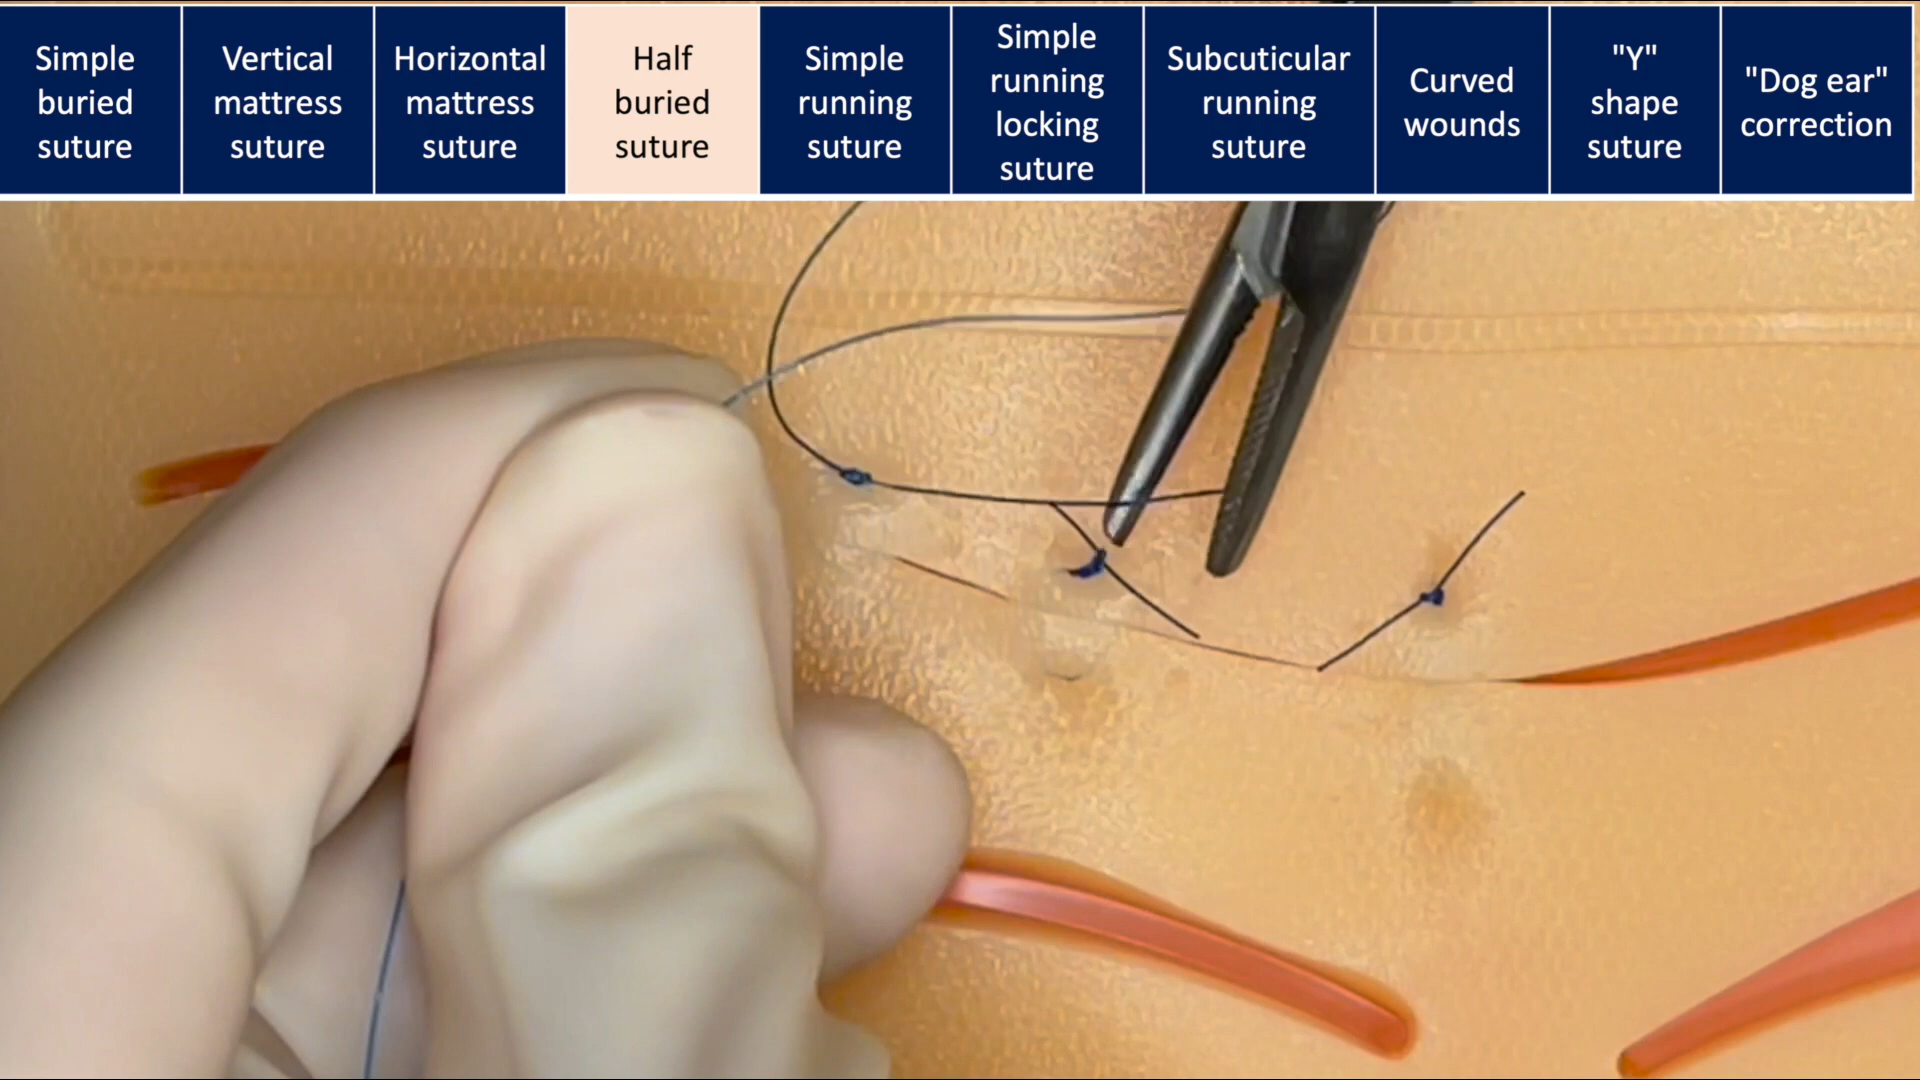 Simple
buried
suture
Vertical
mattress
suture
Horizontal
mattress
suture
Half
buried
suture
Simple
running
suture
Simple
running
locking
suture
Subcuticular
running
suture
Curved
wounds
"Y"
shape
suture
"Dog ear"
correction